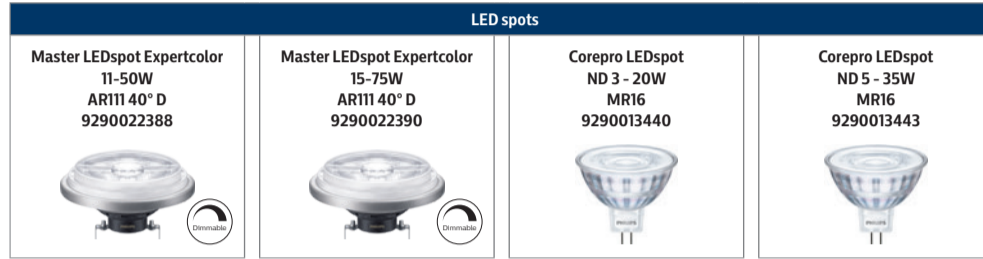 LED spots
Master LEDspot Expertcolor
11-50W
AR111 40° D
9290022388
Dimmable
Master LEDspot Expertcolor
15-75W
AR111 40° D
9290022390
Dimmable
Corepro LEDspot
ND 3 - 20W
MR16
9290013440
PHILIPS
Corepro LEDspot
ND 5 - 35W
MR16
9290013443
PHILIPS